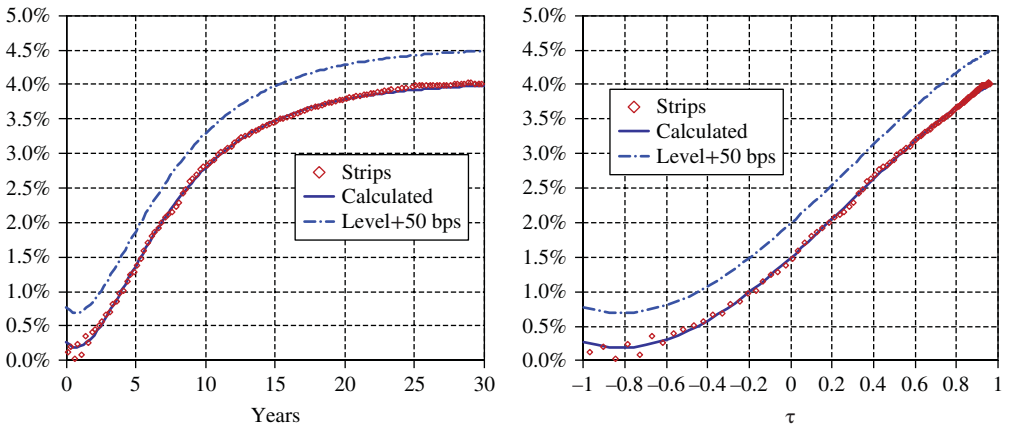 5.0%
4.5%
4.0%
3.5%
3.0%
2.5%
2.0%
1.5%
1.0%
0.5%
0.0%
0 5 10 15 20 25 30
Years
Strips
Calculated
Level+50 bps
5.0%
4.5%
4.0%
3.5%
3.0%
2.5%
2.0%
1.5%
1.0%
0.5%
0.0%
–1 –0.8 –0.6 –0.4 –0.2 0 0.2 0.4 0.6 0.8 1
τ
Strips
Calculated
Level+50 bps